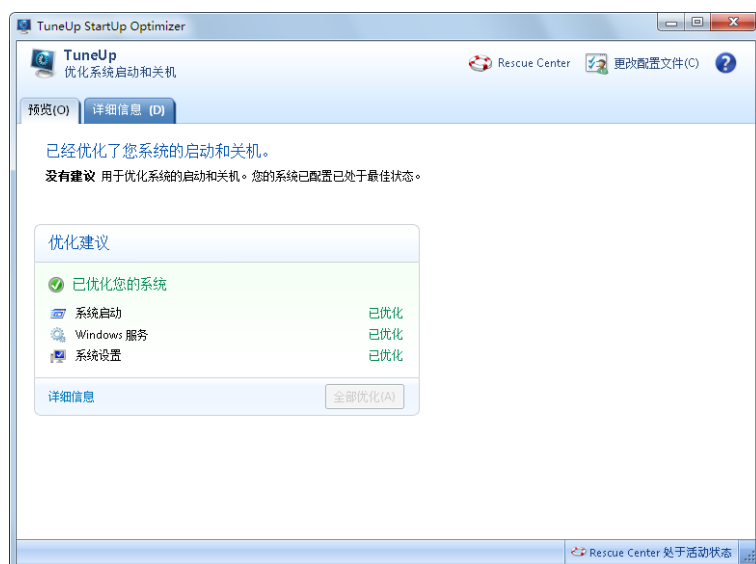 TuneUp StartUp Optimizer
TuneUp
优化系统启动和关机
Rescue Center
更改配置文件(C)
预览(O)
详细信息 (D)
已经优化了您系统的启动和关机。
没有建议 用于优化系统的启动和关机。您的系统已配置已处于最佳状态。
优化建议
已优化您的系统
系统启动 已优化
Windows 服务 已优化
系统设置 已优化
详细信息
全部优化(A)
Rescue Center 处于活动状态